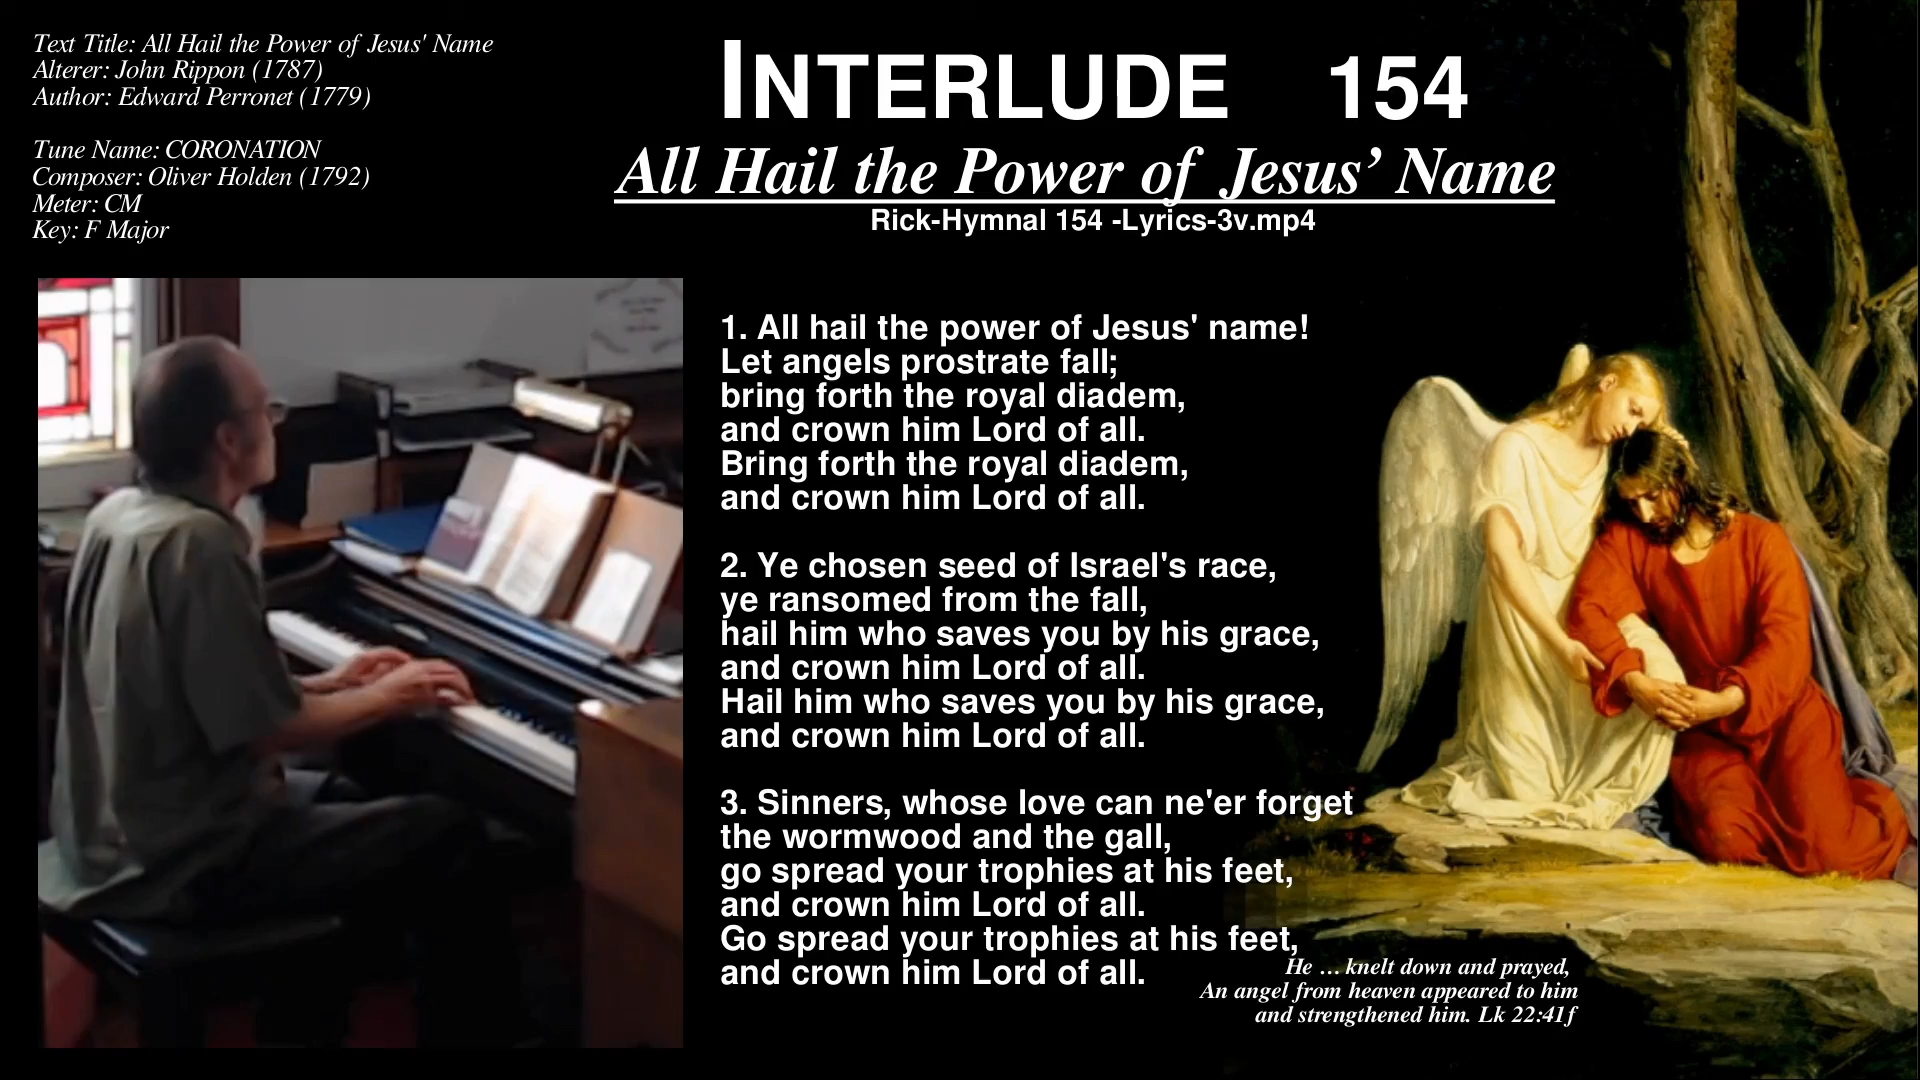 Text Title: All Hail the Power of Jesus' Name
Alterer: John Rippon (1787)
Author: Edward Perronet (1779)
Tune Name: CORONATION
Composer: Oliver Holden (1792)
Meter: CM
Key: F Major
INTERLUDE 154
All Hail the Power of Jesus’ Name
Rick-Hymnal 154 -Lyrics-3v.mp4
1. All hail the power of Jesus' name!
Let angels prostrate fall;
bring forth the royal diadem,
and crown him Lord of all.
Bring forth the royal diadem,
and crown him Lord of all.
2. Ye chosen seed of Israel's race,
ye ransomed from the fall,
hail him who saves you by his grace,
and crown him Lord of all.
Hail him who saves you by his grace,
and crown him Lord of all.
3. Sinners, whose love can ne'er forget
the wormwood and the gall,
go spread your trophies at his feet,
and crown him Lord of all.
Go spread your trophies at his feet,
and crown him Lord of all.
He … knelt down and prayed,
An angel from heaven appeared to him
and strengthened him. Lk 22:41f